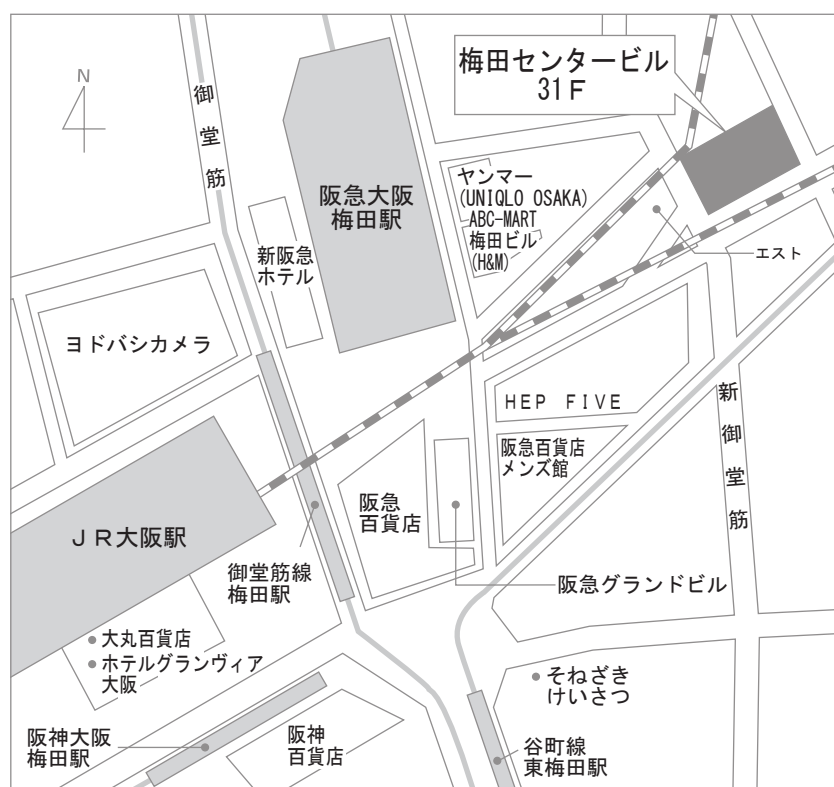 梅田センタービル
31F
N
御堂筋
阪急大阪
梅田駅
ヤンマー
(UNIQLO OSAKA)
ABC-MART
梅田ビル
(H&M)
新阪急
ホテル
エスト
ヨドバシカメラ
HEP FIVE
新御堂筋
阪急百貨店
メンズ館
阪急
百貨店
JR大阪駅
御堂筋線
梅田駅
阪急グランドビル
大丸百貨店
ホテルグランヴィア
大阪
そねざき
けいさつ
阪神大阪
梅田駅
阪神
百貨店
谷町線
東梅田駅